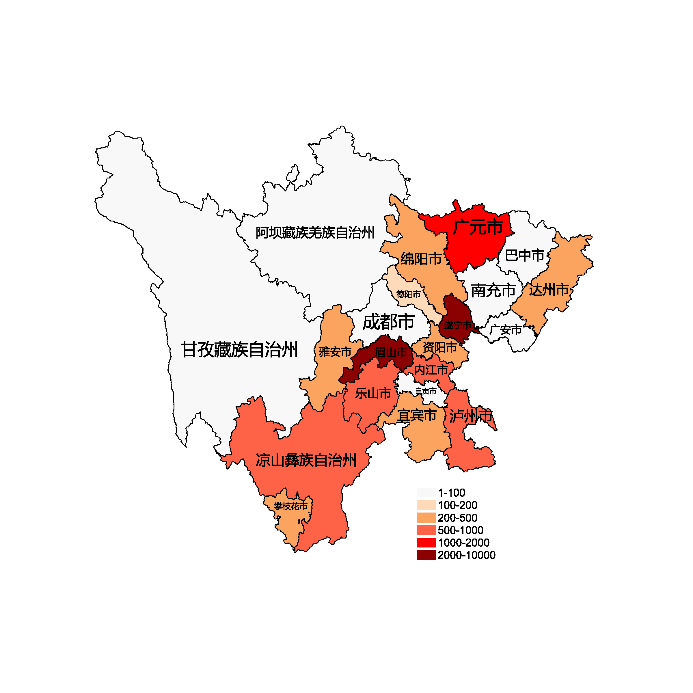 广元市
阿坝藏族羌族自治州
巴中市
绵阳市
南充市
达州市
德阳市
成都市
遂宁市
广安市
甘孜藏族自治州
雅安市
眉山市
资阳市
内江市
乐山市
自贡市
宜宾市
泸州市
凉山彝族自治州
攀枝花市
1-100
100-200
200-500
500-1000
1000-2000
2000-10000